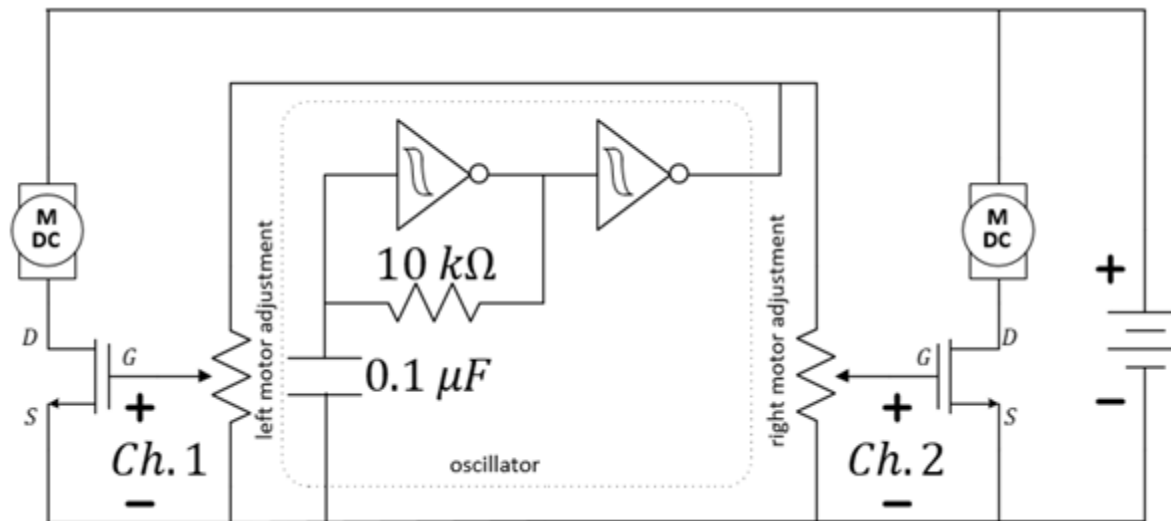 M
DC
D
G
S
+
Ch. 1
−
left motor adjustment
10 kΩ
0.1 μF
oscillator
right motor adjustment
M
DC
D
G
S
+
Ch. 2
−
+
−